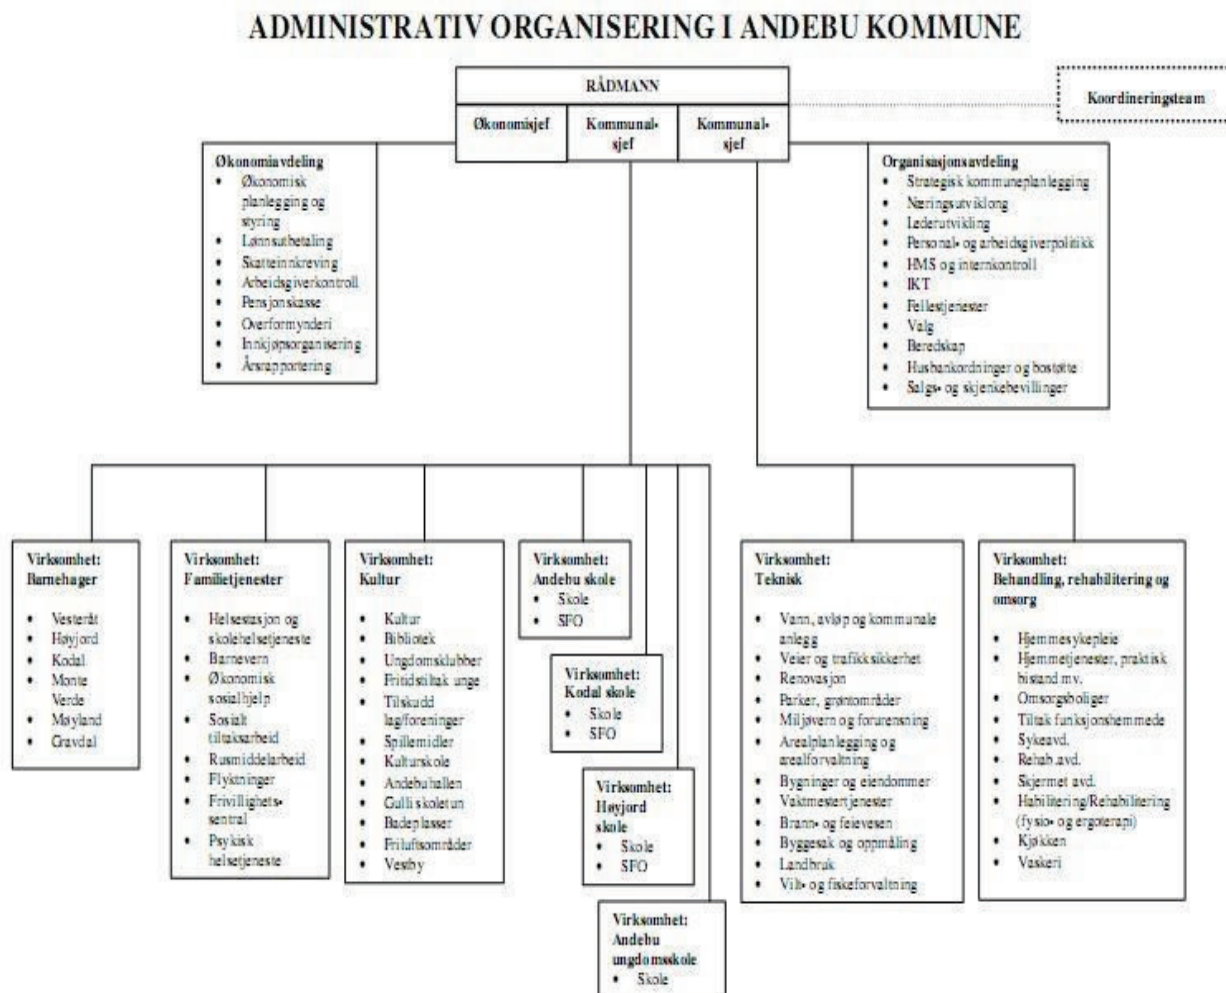 ADMINISTRATIV ORGANISERING I ANDEBU KOMMUNE
RÅDMANN
Koordineringsteam
Økonomisjef
Kommunal-
sjef
Kommunal-
sjef
Økonomiavdeling
• Økonomisk
planlegging og
styring
• Lønnsutbetaling
• Skatteinnkreving
• Arbeidsgiverkontroll
• Pensjonskasse
• Overformynderi
• Innkjøpsorganisering
• Årsrapportering
Organisasjonsavdeling
• Strategisk kommuneplanlegging
• Næringsutviklong
• Lederutvikling
• Personal- og arbeidsgiverpolitikk
• HMS og internkontroll
• IKT
• Fellestjenester
• Valg
• Beredskap
• Husbankordninger og bostøtte
• Salgs- og skjenkebevillinger
Virksomhet:
Barnehager
• Vesteråt
• Høyjord
• Kodal
• Monte
Verde
• Møyland
• Gravdal
Virksomhet:
Familietjenester
• Helsestasjon og
skolehelsetjeneste
• Barnevern
• Økonomisk
sosialhjelp
• Sosialt
tiltaksarbeid
• Rusmiddelarbeid
• Flyktninger
• Frivillighets-
sentral
• Psykisk
helsetjeneste
Virksomhet:
Kultur
• Kultur
• Bibliotek
• Ungdomsklubber
• Fritidstiltak unge
• Tilskudd
lag/foreninger
• Spillemidler
• Kulturskole
• Andebuhallen
• Gulli skoletun
• Badeplasser
• Friluftsområder
• Vestby
Virksomhet:
Andebu skole
• Skole
• SFO
Virksomhet:
Kodal skole
• Skole
• SFO
Virksomhet:
Høyjord
skole
• Skole
• SFO
Virksomhet:
Andebu
ungdomsskole
• Skole
Virksomhet:
Teknisk
• Vann, avløp og kommunale
anlegg
• Veier og trafikksikkerhet
• Renovasjon
• Parker, grøntområder
• Miljøvern og forurensning
• Arealplanlegging og
arealforvaltning
• Bygninger og eiendommer
• Vaktmestertjenester
• Brann- og feievesen
• Byggesak og oppmåling
• Landbruk
• Vilt- og fiskeforvaltning
Virksomhet:
Behandling, rehabilitering og
omsorg
• Hjemmesykepleie
• Hjemmetjenester, praktisk
bistand m.v.
• Omsorgsboliger
• Tiltak funksjonshemmede
• Sykeavd.
• Rehab.avd.
• Skjermet avd.
• Habilitering/Rehabilitering
(fysio- og ergoterapi)
• Kjøkken
• Vaskeri